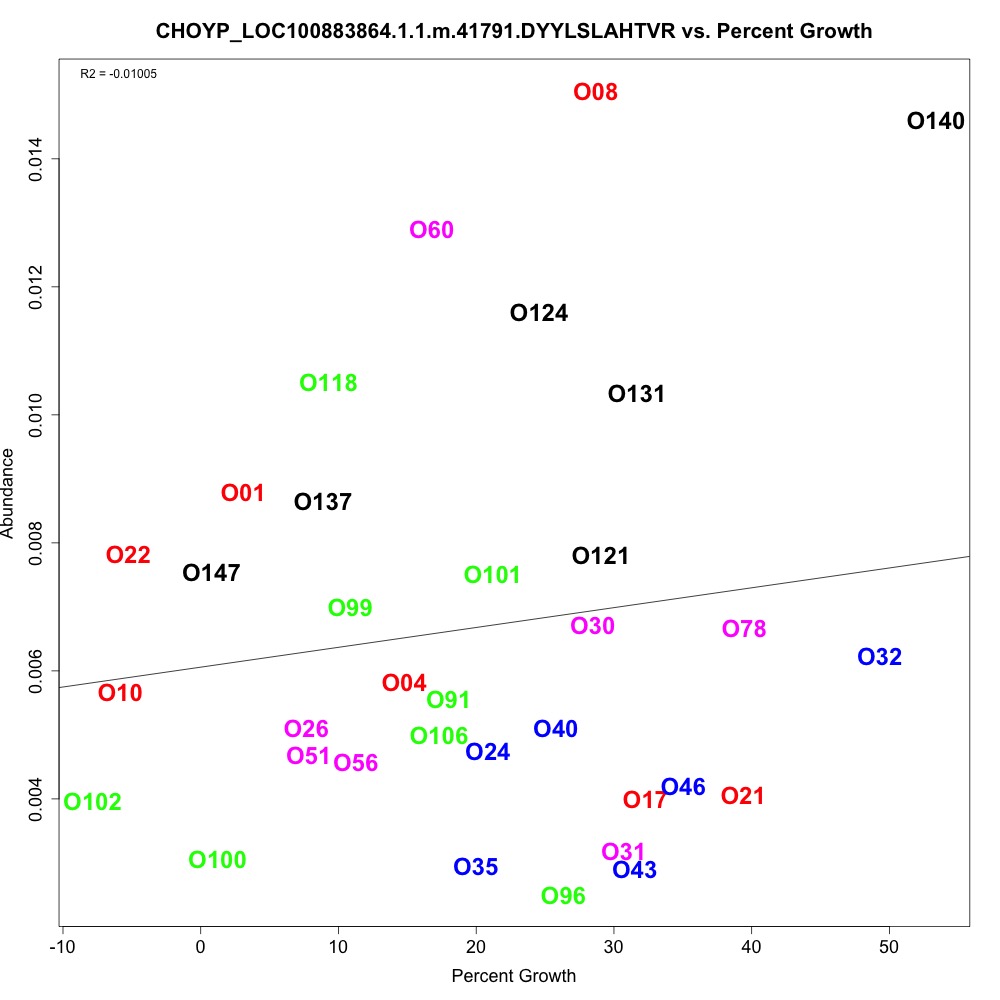 CHOYP_LOC100883864.1.1.m.41791.DYYLSLAHTVR vs. Percent Growth
R2 = -0.01005
O08
O140
0.014
O60
0.012
O124
O118
O131
0.010
O01
O137
Abundance
0.008
O22
O121
O147
O101
O99
O30
O78
O32
0.006
O10
O04
O91
O26
O40
O106
O24
O51
O56
O46
O21
O17
O102
0.004
O31
O100
O35
O43
O96
-10 0 10 20 30 40 50
Percent Growth